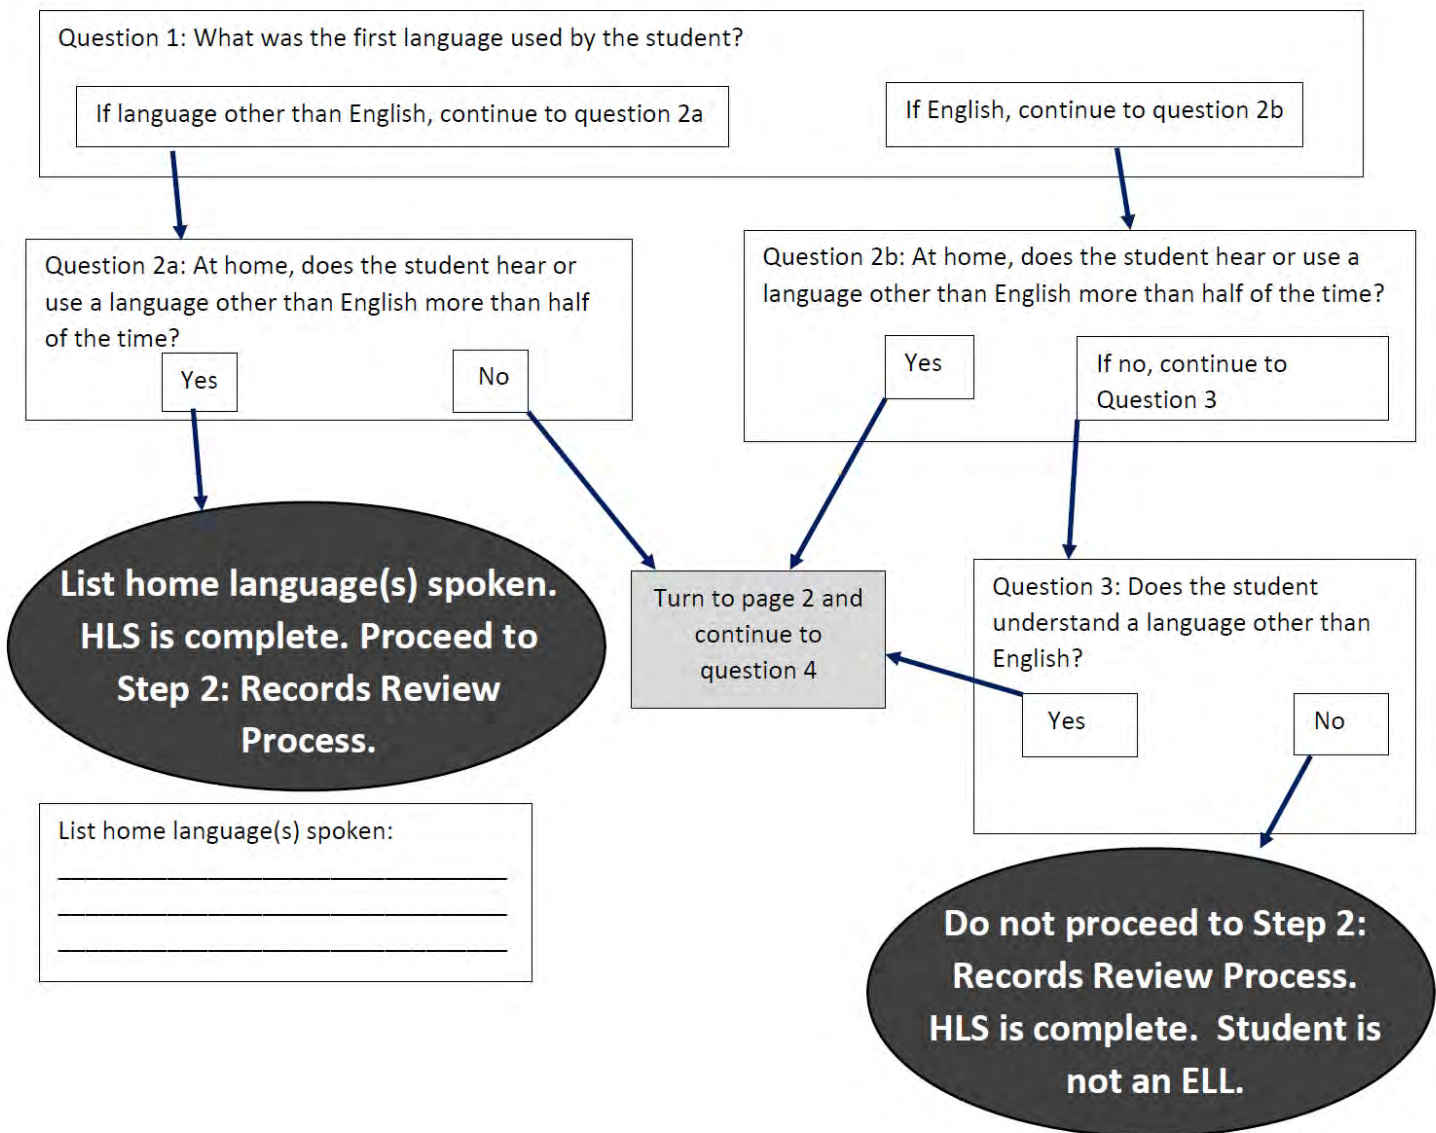 Question 1: What was the first language used by the student?
If language other than English, continue to question 2a
If English, continue to question 2b
Question 2a: At home, does the student hear or
use a language other than English more than half
of the time?
Yes
No
Question 2b: At home, does the student hear or use a
language other than English more than half of the time?
Yes
If no, continue to
Question 3
List home language(s) spoken.
HLS is complete. Proceed to
Step 2: Records Review
Process.
Turn to page 2 and
continue to
question 4
Question 3: Does the student
understand a language other than
English?
Yes
No
List home language(s) spoken:
Do not proceed to Step 2:
Records Review Process.
HLS is complete.  Student is
not an ELL.